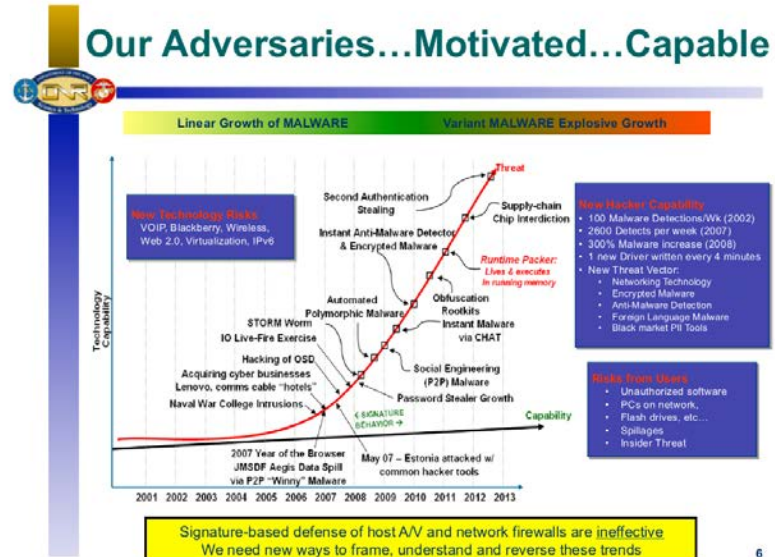 Our Adversaries…Motivated…Capable
Linear Growth of MALWARE
Variant MALWARE Explosive Growth
New Technology Risks
VOIP, Blackberry, Wireless,
Web 2.0, Virtualization, IPv6
Threat
Second Authentication
Stealing
Supply-chain
Chip Interdiction
Instant Anti-Malware Detector
& Encrypted Malware
Runtime Packer:
Lives & executes
In running memory
Automated
Polymorphic Malware
Obfuscation
Rootkits
STORM Worm
IO Live-Fire Exercise
Instant Malware
via CHAT
Hacking of OSD
Acquiring cyber businesses
Lenovo, comms cable "hotels"
Social Engineering
(P2P) Malware
Password Stealer Growth
Naval War College Intrusions
< SIGNATURE
BEHAVIOR ->
Capability
2007 Year of the Browser
JMSDF Aegis Data Spill
via P2P "Winny" Malware
May 07 – Estonia attacked w/
common hacker tools
Technology
Capability
2001 2002 2003 2004 2005 2006 2007 2008 2009 2010 2011 2012 2013
New Hacker Capability
• 100 Malware Detections/Wk (2002)
• 2600 Detects per week (2007)
• 300% Malware increase (2008)
• 1 new Driver written every 4 minutes
• New Threat Vector:
• Networking Technology
• Encrypted Malware
• Anti-Malware Detection
• Foreign Language Malware
• Black market PII Tools
Risks from Users
• Unauthorized software
• PCs on network,
• Flash drives, etc…
• Spillages
• Insider Threat
Signature-based defense of host A/V and network firewalls are ineffective
We need new ways to frame, understand and reverse these trends
6